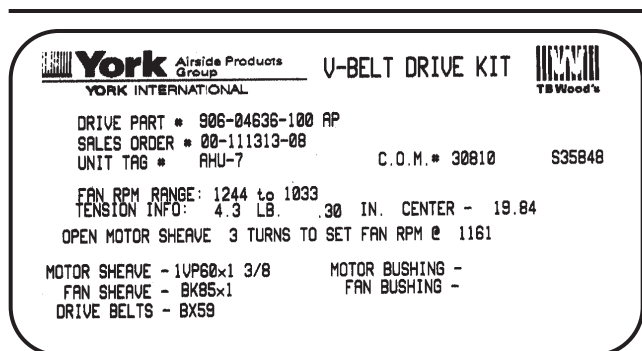 York Airside Products Group
YORK INTERNATIONAL
V-BELT DRIVE KIT
TB Wood's
DRIVE PART # 906-04636-100 AP
SALES ORDER # 00-111313-08
UNIT TAG # AHU-7 C.O.M.# 30810 S35848
FAN RPM RANGE: 1244 to 1033
TENSION INFO: 4.3 LB. .30 IN. CENTER - 19.84
OPEN MOTOR SHEAVE 3 TURNS TO SET FAN RPM @ 1161
MOTOR SHEAVE - 1VP60x1 3/8 MOTOR BUSHING -
FAN SHEAVE - BK85x1 FAN BUSHING -
DRIVE BELTS - BX59